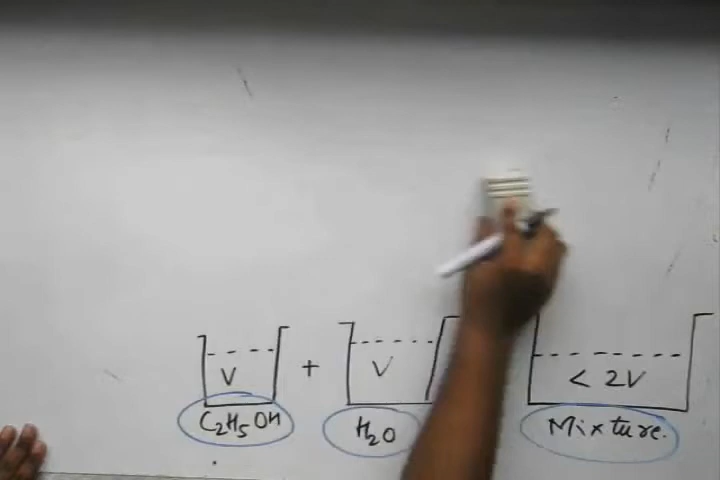 V + V < 2V
C₂H₅OH H₂O Mixture.